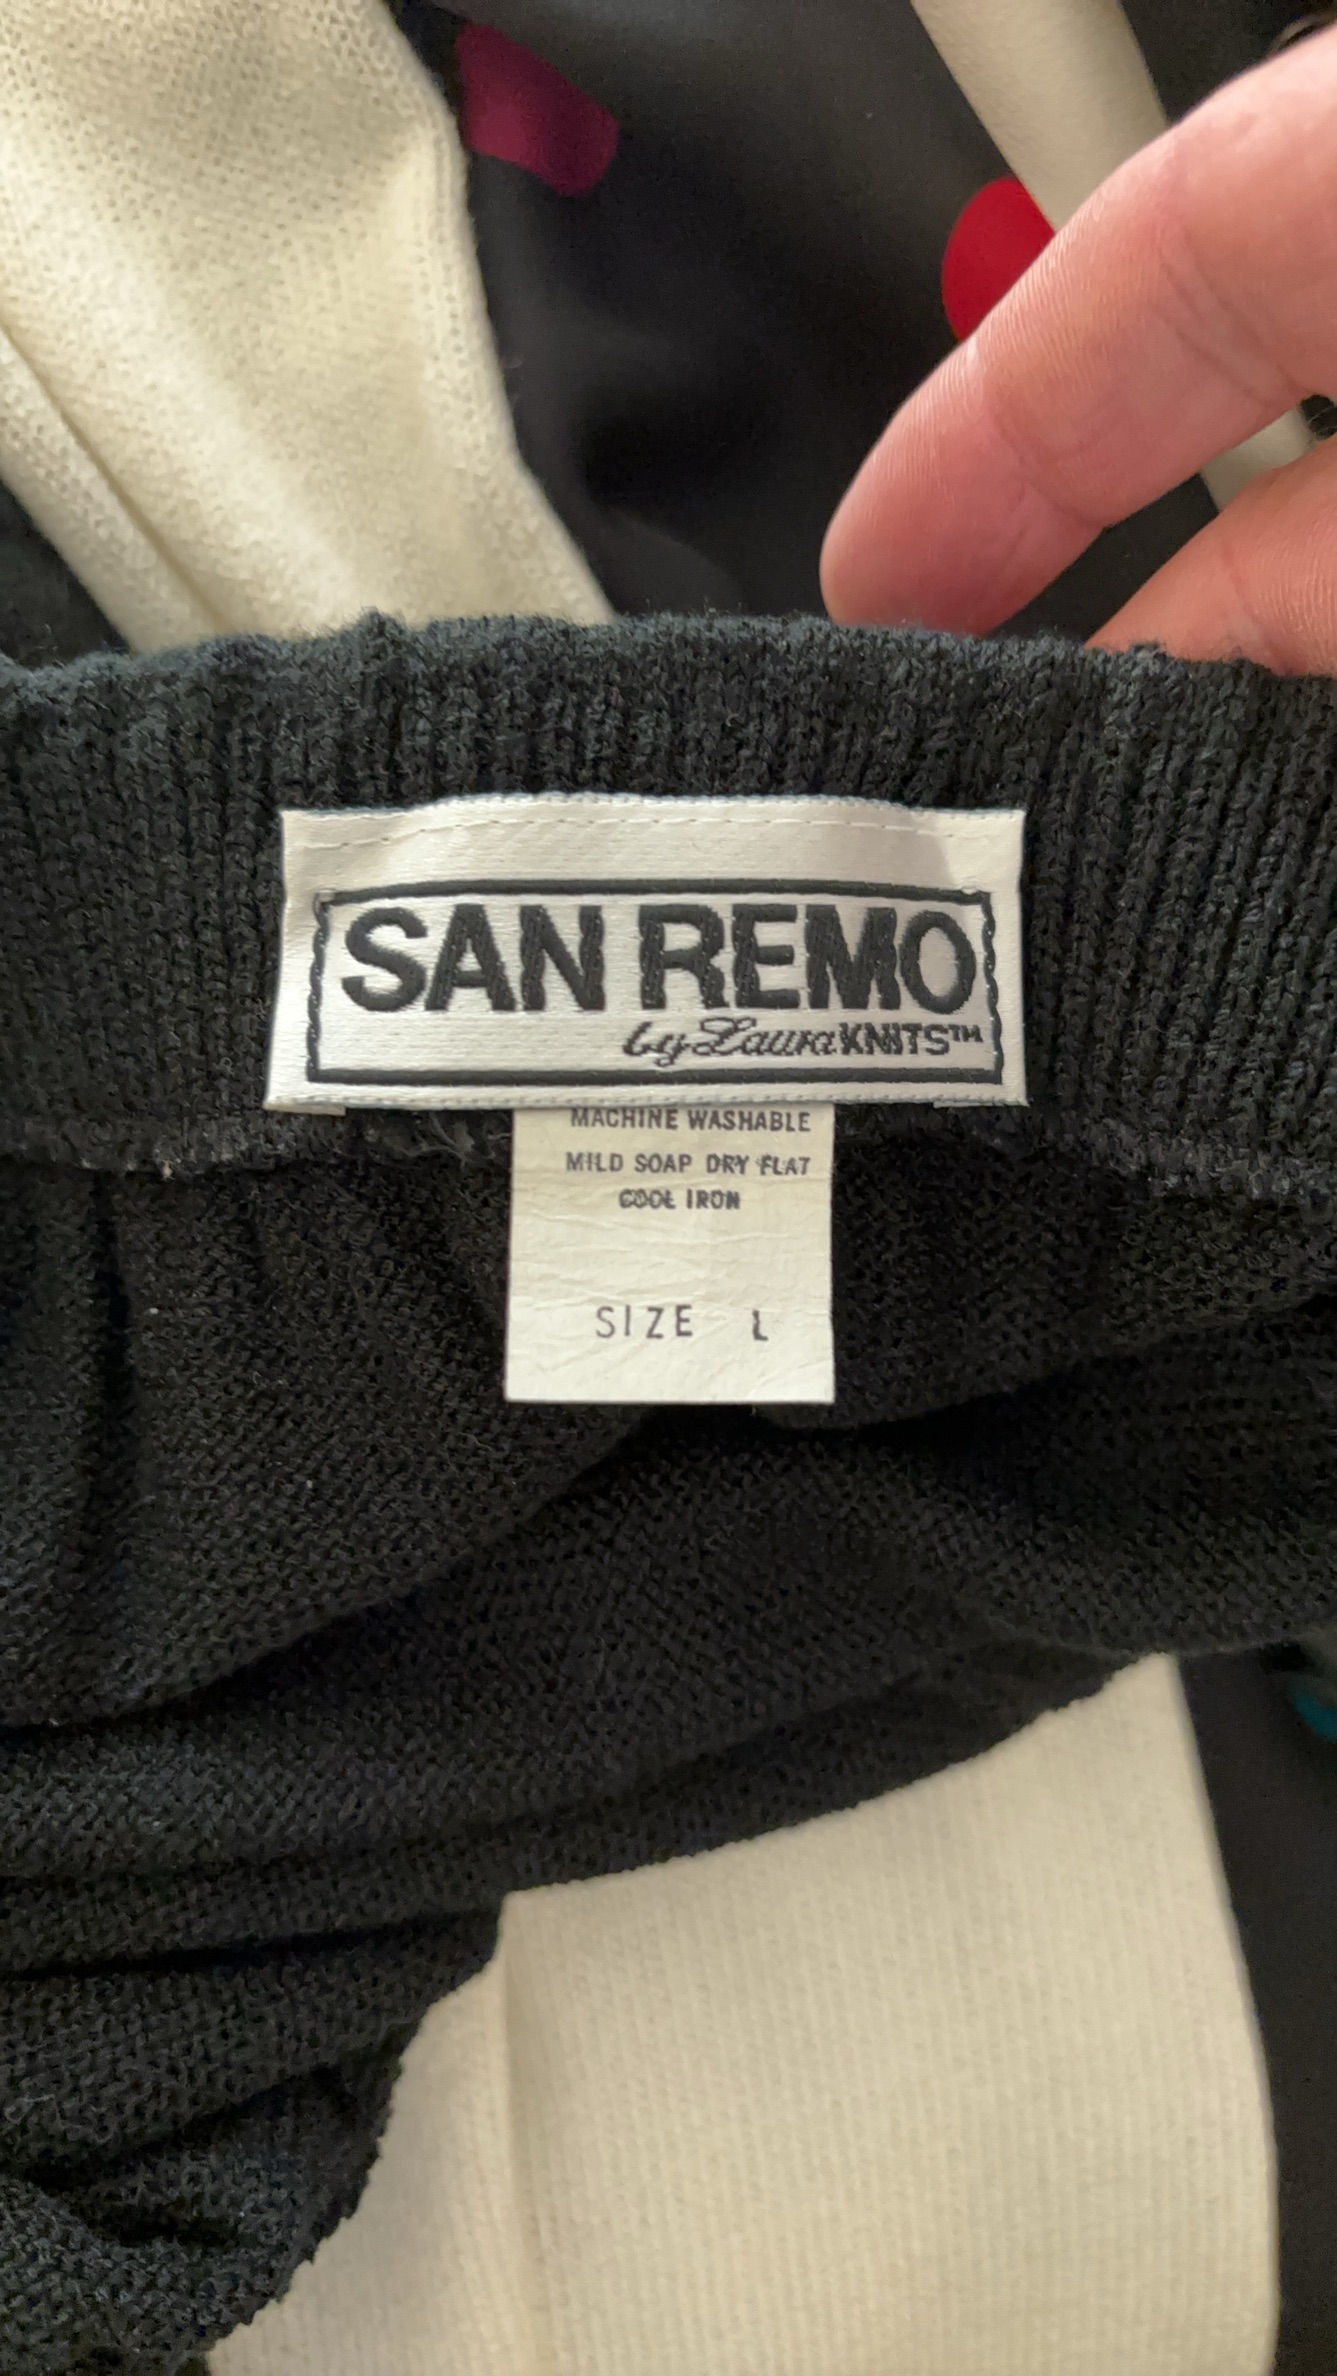 SAN REMO
by Laura KNITS™
MACHINE WASHABLE
MILD SOAP DRY FLAT
COOL IRON
SIZE L